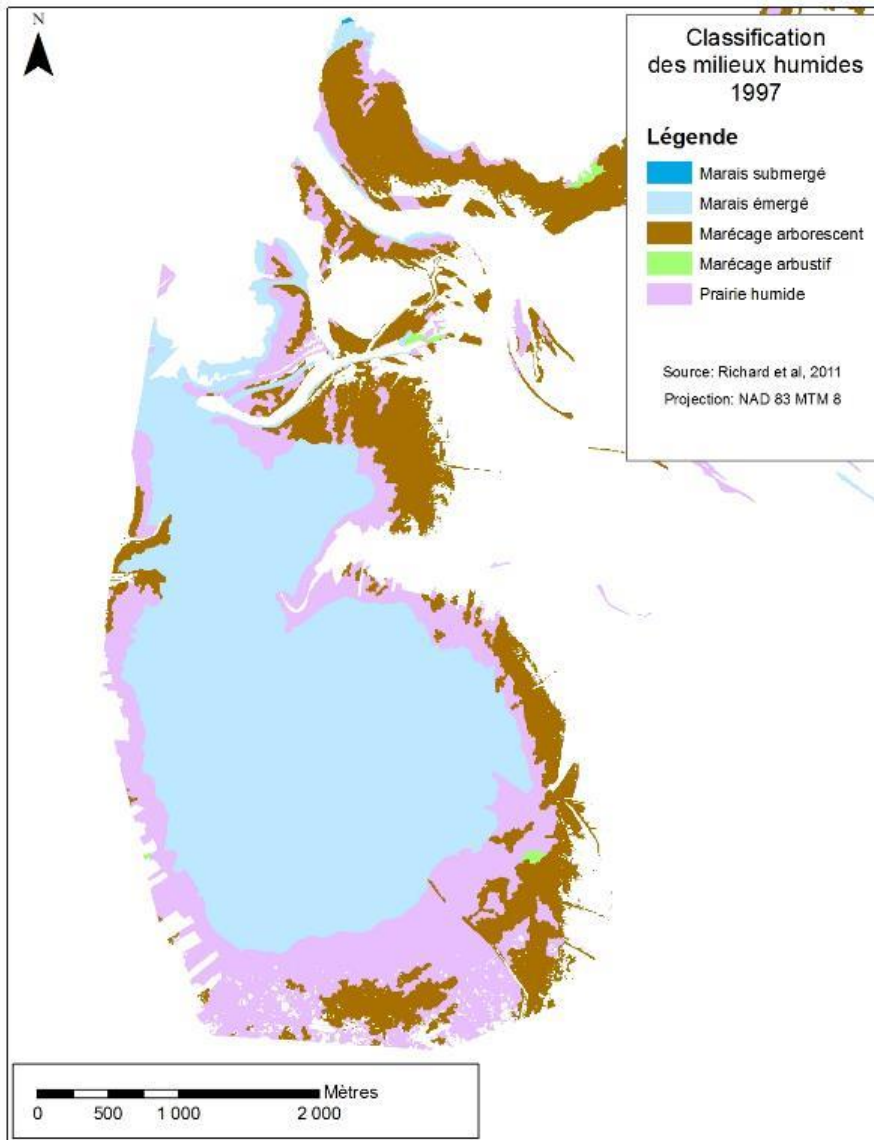 N
Classification
des milieux humides
1997
Légende
Marais submergé
Marais émergé
Marécage arborescent
Marécage arbustif
Prairie humide
Source: Richard et al, 2011
Projection: NAD 83 MTM 8
Mètres
0 500 1 000 2 000